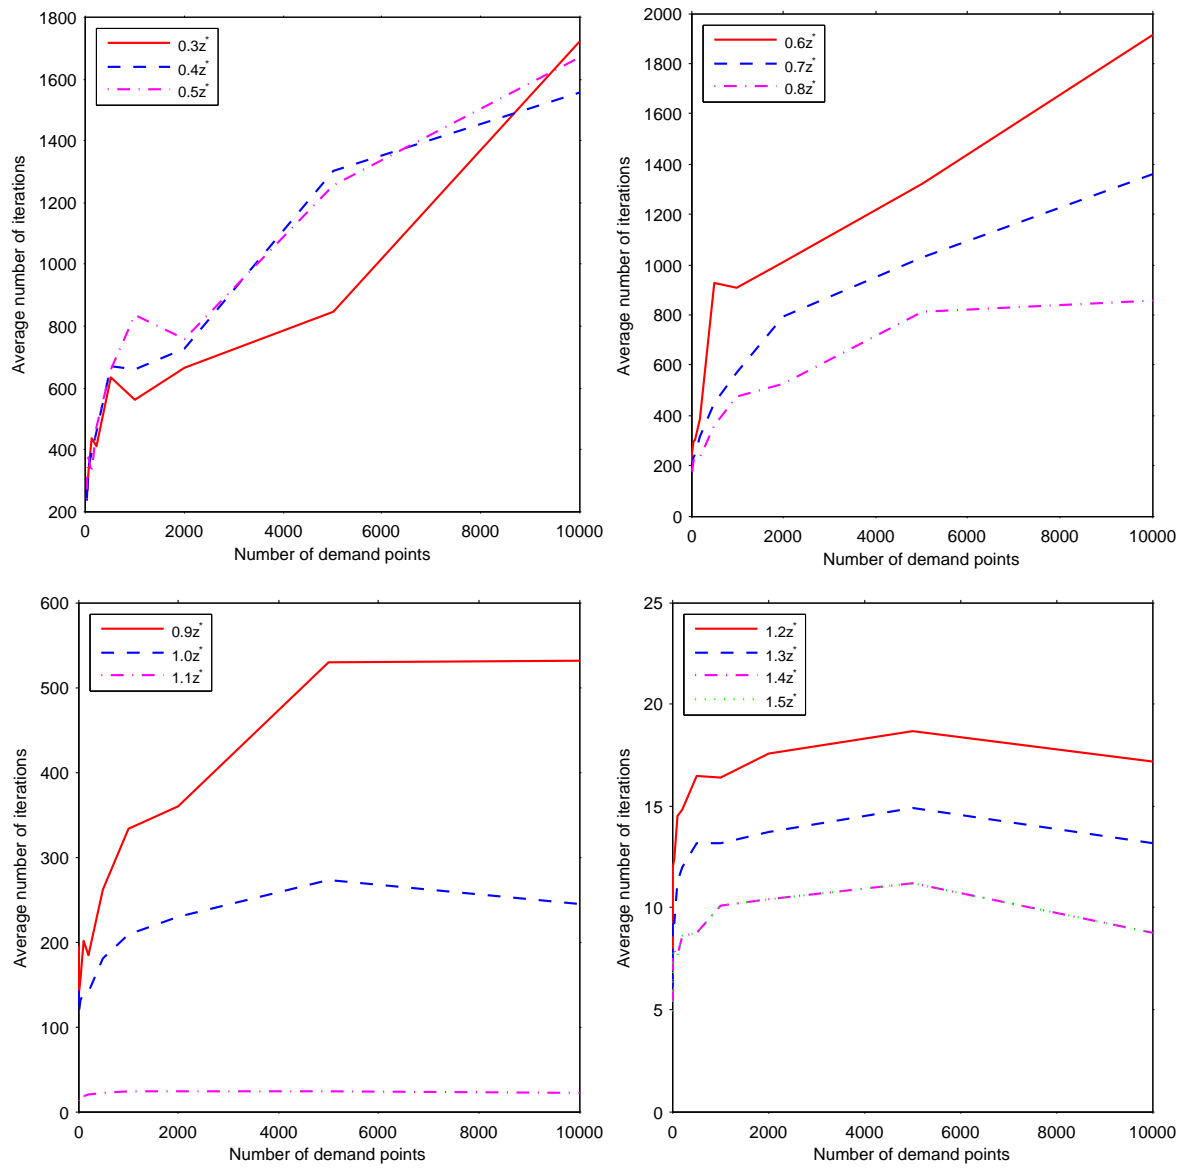 1800
1600
1400
1200
1000
800
600
400
200
0
2000
4000
6000
8000
10000
Average number of iterations
Number of demand points
0.3z*
0.4z*
0.5z*
2000
1800
1600
1400
1200
1000
800
600
400
200
0
0
2000
4000
6000
8000
10000
Average number of iterations
Number of demand points
0.6z*
0.7z*
0.8z*
600
500
400
300
200
100
0
0
2000
4000
6000
8000
10000
Average number of iterations
Number of demand points
0.9z*
1.0z*
1.1z*
25
20
15
10
5
0
0
2000
4000
6000
8000
10000
Average number of iterations
Number of demand points
1.2z*
1.3z*
1.4z*
1.5z*